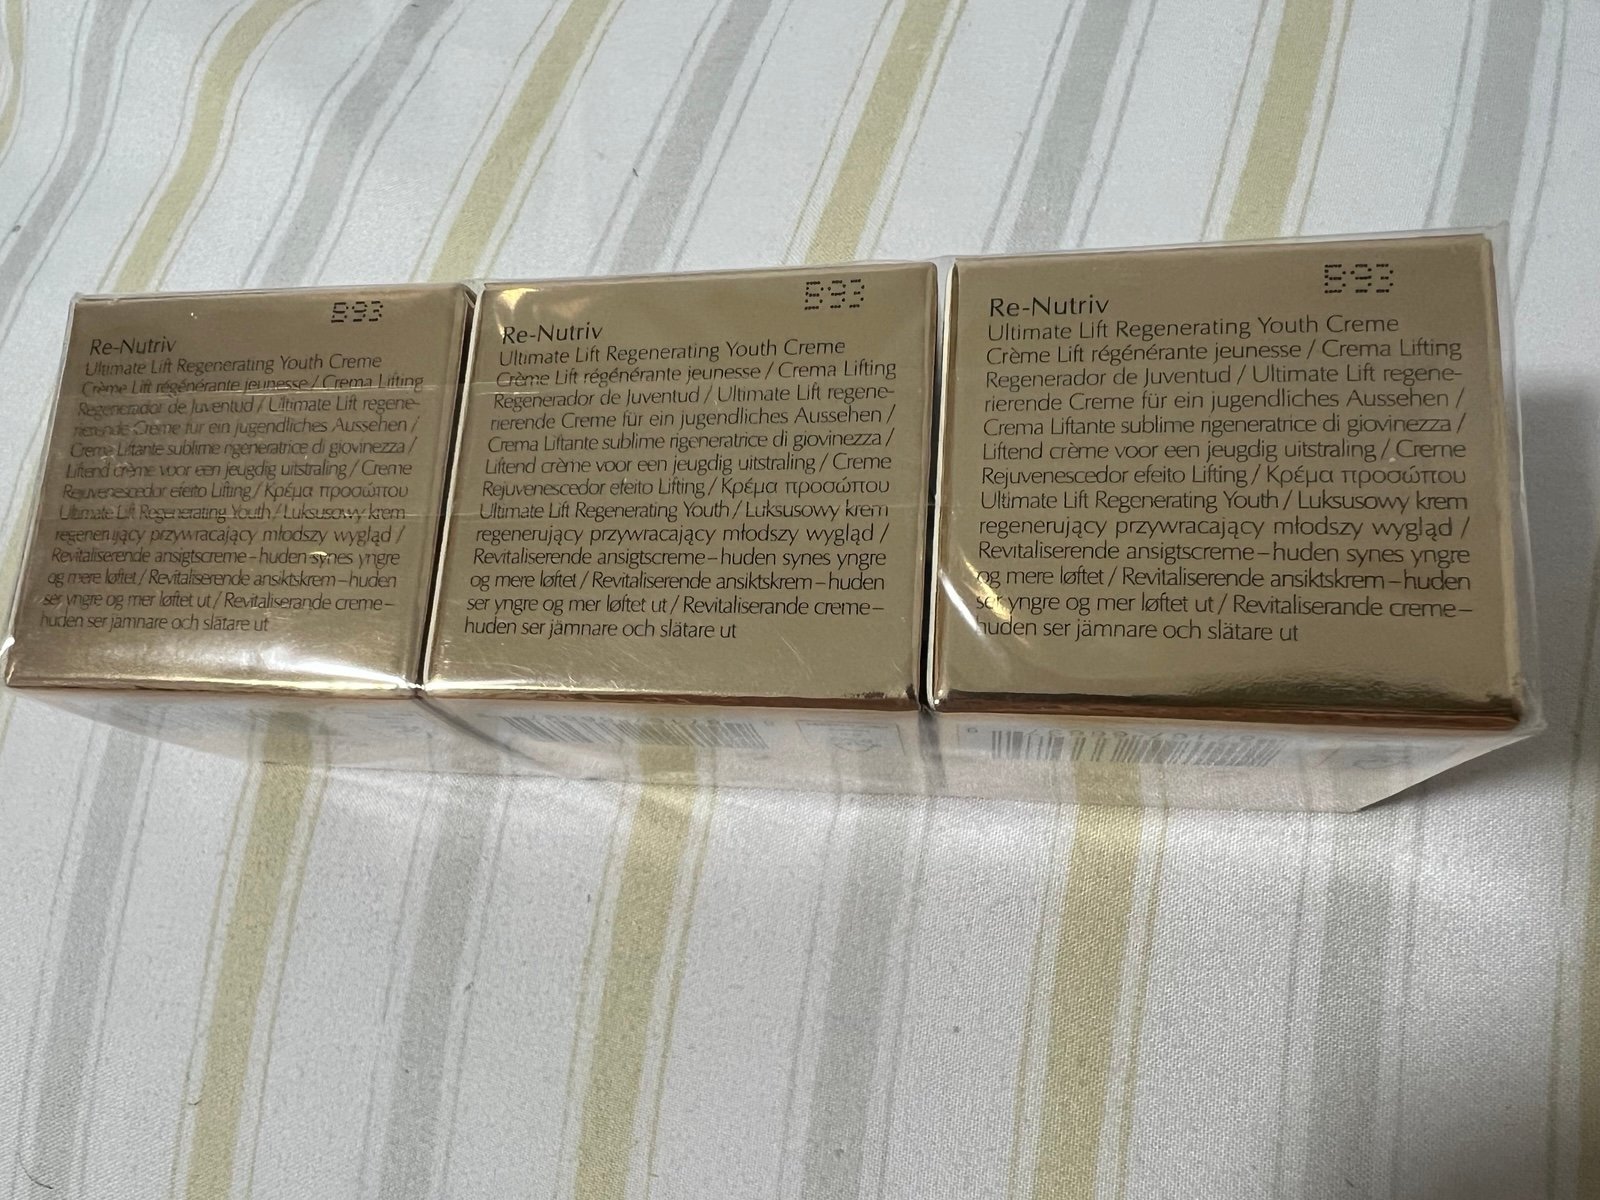 Re-Nutriv
Ultimate Lift Regenerating Youth Creme
Crème Lift régénérante jeunesse / Crema Lifting
Regenerador de Juventud / Ultimate Lift regene-
rierende Creme für ein jugendliches Aussehen /
Crema Liftante sublime rigeneratrice di giovinezza /
Liftend crème voor een jeugdig uitstraling / Creme
Rejuvenescedor efeito Lifting / Κρέμα προσώπου
Ultimate Lift Regenerating Youth / Luksusowy krem
regenerujący przywracający młodszy wygląd /
Revitaliserende ansigtscreme–huden synes yngre
og mere løftet / Revitaliserende ansiktskrem–huden
ser yngre og mer løftet ut / Revitaliserande creme–
huden ser jämnare och slätare ut
B93
Re-Nutriv
Ultimate Lift Regenerating Youth Creme
Crème Lift régénérante jeunesse / Crema Lifting
Regenerador de Juventud / Ultimate Lift regene-
rierende Creme für ein jugendliches Aussehen /
Crema Liftante sublime rigeneratrice di giovinezza /
Liftend crème voor een jeugdig uitstraling / Creme
Rejuvenescedor efeito Lifting / Κρέμα προσώπου
Ultimate Lift Regenerating Youth / Luksusowy krem
regenerujący przywracający młodszy wygląd /
Revitaliserende ansigtscreme–huden synes yngre
og mere løftet / Revitaliserende ansiktskrem–huden
ser yngre og mer løftet ut / Revitaliserande creme–
huden ser jämnare och slätare ut
B93
Re-Nutriv
Ultimate Lift Regenerating Youth Creme
Crème Lift régénérante jeunesse / Crema Lifting
Regenerador de Juventud / Ultimate Lift regene-
rierende Creme für ein jugendliches Aussehen /
Crema Liftante sublime rigeneratrice di giovinezza /
Liftend crème voor een jeugdig uitstraling / Creme
Rejuvenescedor efeito Lifting / Κρέμα προσώπου
Ultimate Lift Regenerating Youth / Luksusowy krem
regenerujący przywracający młodszy wygląd /
Revitaliserende ansigtscreme–huden synes yngre
og mere løftet / Revitaliserende ansiktskrem–huden
ser yngre og mer løftet ut / Revitaliserande creme–
huden ser jämnare och slätare ut
B93